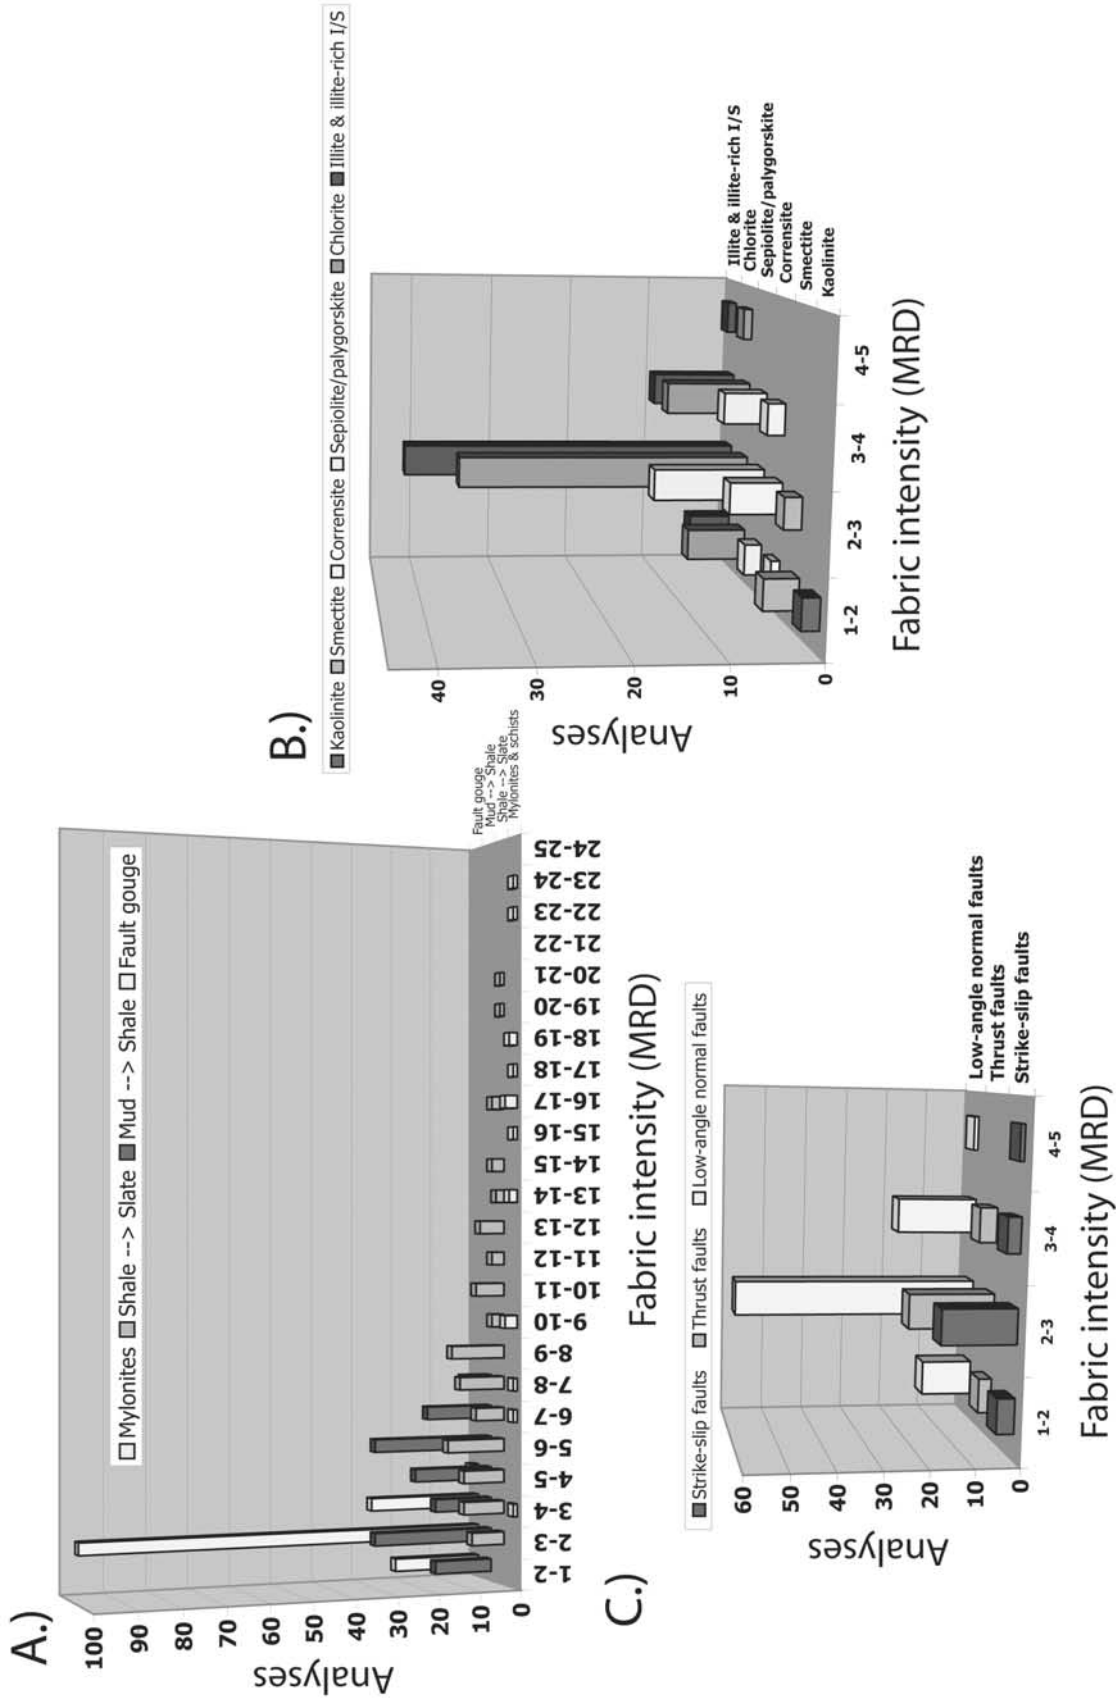 A.)
Mylonites Shale --> Slate Mud --> Shale Fault gouge
100
90
80
70
60
50
40
30
20
10
0
Analyses
1-2
2-3
3-4
4-5
5-6
6-7
7-8
8-9
9-10
10-11
11-12
12-13
13-14
14-15
15-16
16-17
17-18
18-19
19-20
20-21
21-22
22-23
23-24
24-25
Fault gouge
Mud --> Shale
Shale --> Slate
Mylonites & schists
Fabric intensity (MRD)
B.)
Kaolinite Smectite Corrensite Sepiolite/palygorskite Chlorite Illite & illite-rich I/S
40
30
20
10
0
Analyses
1-2
2-3
3-4
4-5
Illite & illite-rich I/S
Chlorite
Sepiolite/palygorskite
Corrensite
Smectite
Kaolinite
Fabric intensity (MRD)
C.)
Strike-slip faults Thrust faults Low-angle normal faults
60
50
40
30
20
10
0
Analyses
1-2
2-3
3-4
4-5
Low-angle normal faults
Thrust faults
Strike-slip faults
Fabric intensity (MRD)